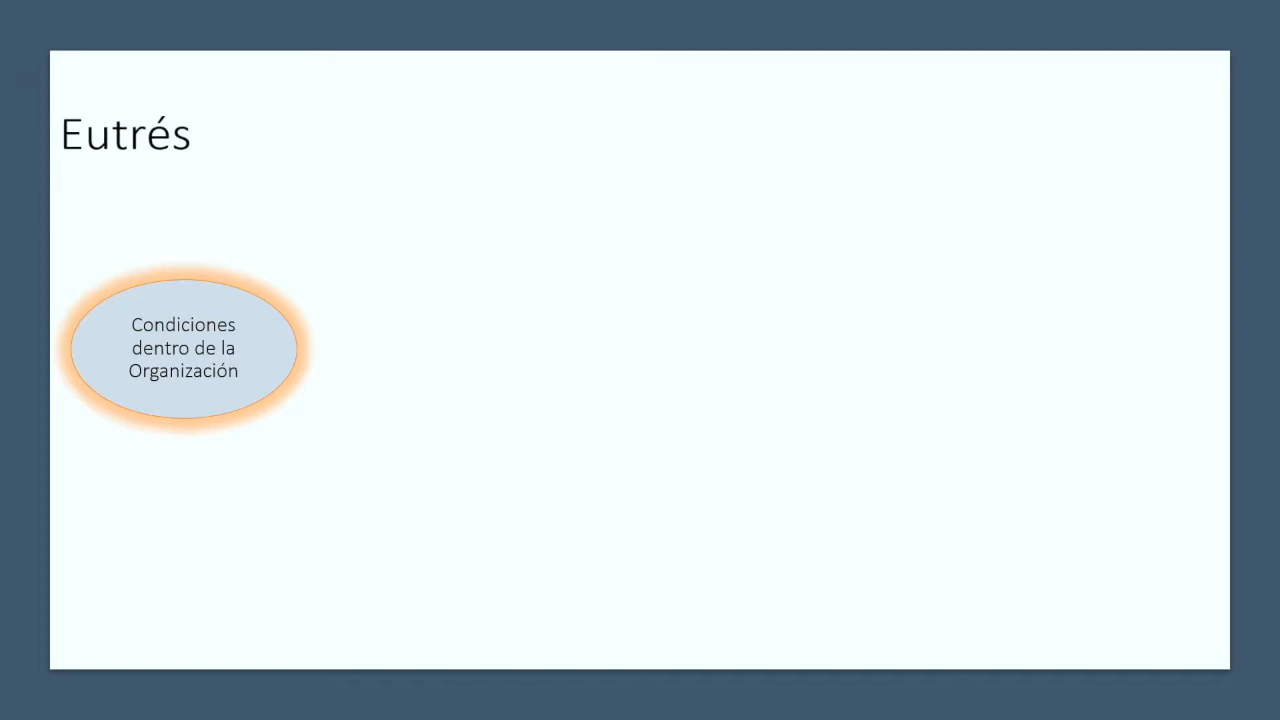 Eutrés
Condiciones
dentro de la
Organización